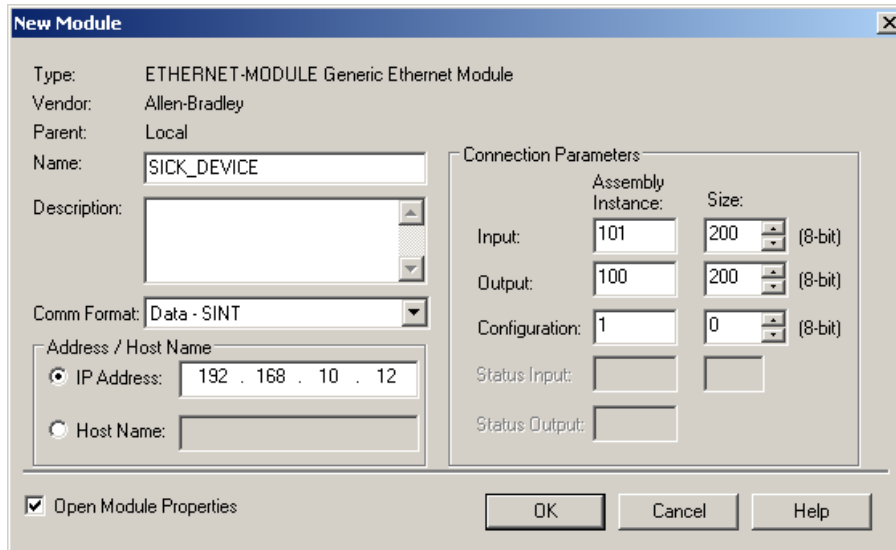 New Module
Type: ETHERNET-MODULE Generic Ethernet Module
Vendor: Allen-Bradley
Parent: Local
Name: SICK_DEVICE
Description:
Comm Format: Data - SINT
Address / Host Name
IP Address: 192 . 168 . 10 . 12
Host Name:
Connection Parameters
Assembly
Instance: Size:
Input: 101 200 (8-bit)
Output: 100 200 (8-bit)
Configuration: 1 0 (8-bit)
Status Input:
Status Output:
Open Module Properties
OK Cancel Help